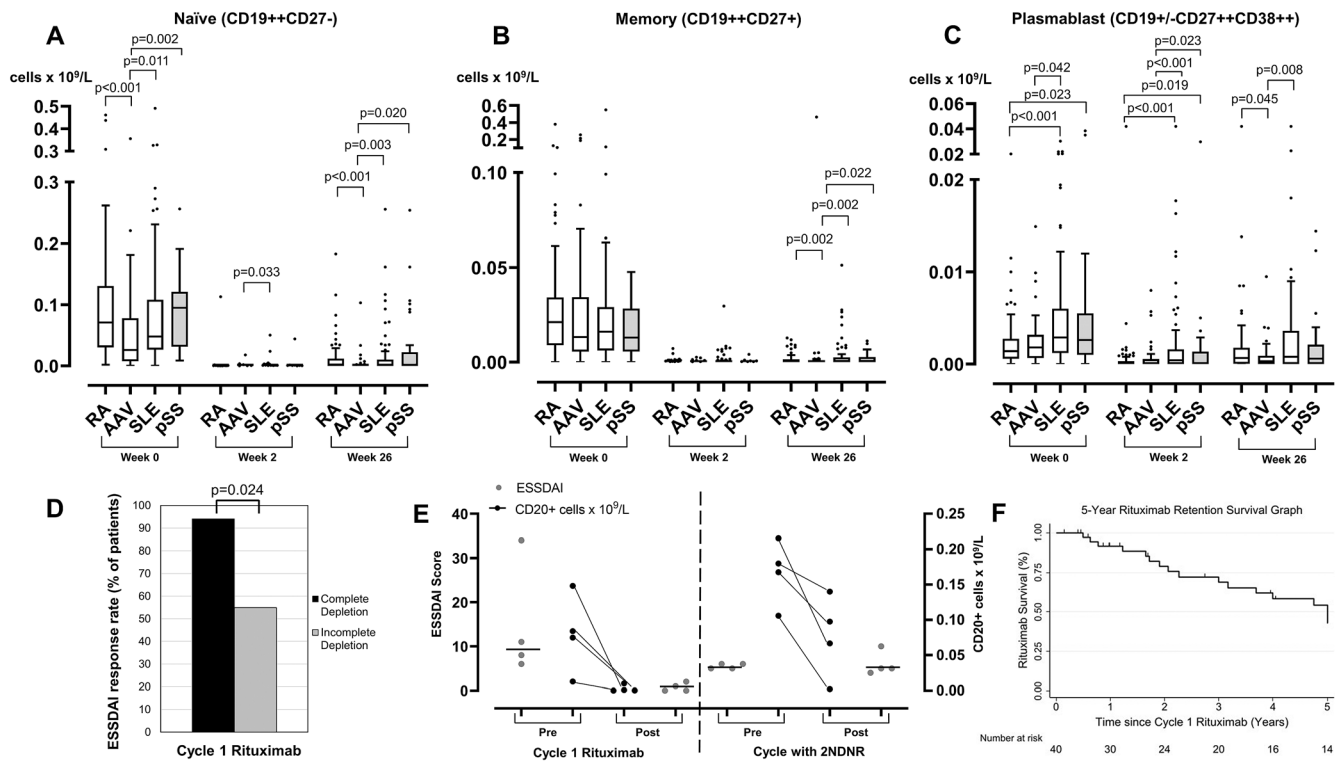 A
Naïve (CD19++CD27-)
cells x 10⁹/L
p=0.002
p=0.011
p<0.001
p=0.020
p=0.003
p<0.001
p=0.033
0.5
0.4
0.3
0.3
0.2
0.1
0.0
RA AAV SLE pSS RA AAV SLE pSS RA AAV SLE pSS
Week 0 Week 2 Week 26
B
Memory (CD19++CD27+)
cells x 10⁹/L
p=0.022
p=0.002
p=0.002
0.6
0.4
0.2
0.10
0.05
0.00
RA AAV SLE pSS RA AAV SLE pSS RA AAV SLE pSS
Week 0 Week 2 Week 26
C
Plasmablast (CD19+/-CD27++CD38++)
cells x 10⁹/L
p=0.042
p=0.023
p<0.001
p=0.023
p<0.001
p=0.019
p<0.001
p=0.008
p=0.045
0.06
0.04
0.02
0.02
0.01
0.00
RA AAV SLE pSS RA AAV SLE pSS RA AAV SLE pSS
Week 0 Week 2 Week 26
D
p=0.024
ESSDAI response rate (% of patients)
100
90
80
70
60
50
40
30
20
10
0
Complete
Depletion
Incomplete
Depletion
Cycle 1 Rituximab
E
ESSDAI
CD20+ cells x 10⁹/L
ESSDAI Score
40
30
20
10
0
0.25
0.20
0.15
0.10
0.05
0.00
CD20+ cells x 10⁹/L
Pre Post Pre Post
Cycle 1 Rituximab Cycle with 2NDNR
F
5-Year Rituximab Retention Survival Graph
Rituximab Survival (%)
1.00
0.75
0.50
0.25
0.00
0 1 2 3 4 5
Time since Cycle 1 Rituximab (Years)
Number at risk
40 30 24 20 16 14